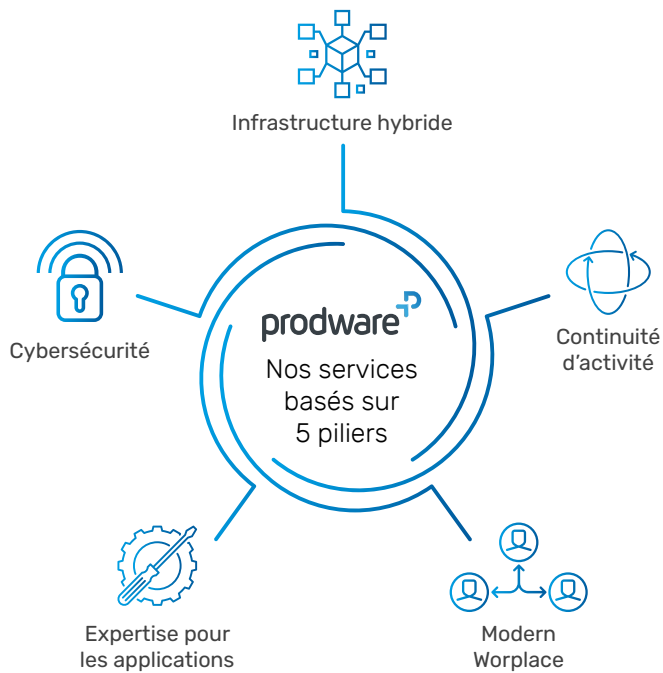 Infrastructure hybride
Cybersécurité
prodware
Nos services
basés sur
5 piliers
Continuité
d'activité
Expertise pour
les applications
Modern
Worplace